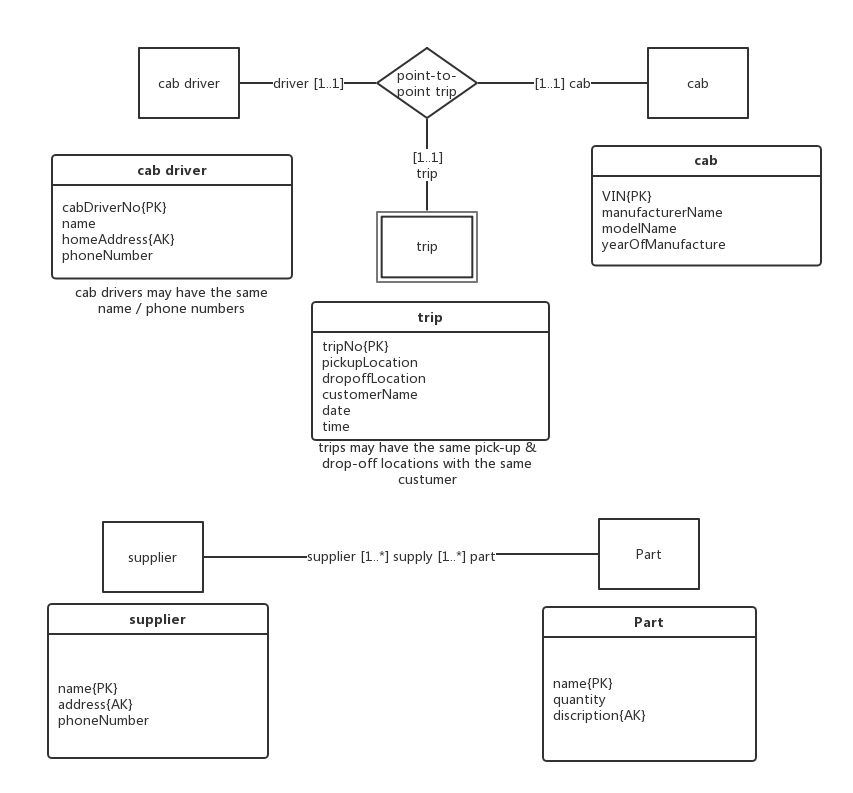 cab driver
driver [1..1]
point-to-
point trip
[1..1] cab
cab
[1..1]
trip
cab driver
cabDriverNo{PK}
name
homeAddress{AK}
phoneNumber
cab drivers may have the same
name / phone numbers
cab
VIN{PK}
manufacturerName
modelName
yearOfManufacture
trip
trip
tripNo{PK}
pickupLocation
dropoffLocation
customerName
date
time
trips may have the same pick-up &
drop-off locations with the same
custumer
supplier
supplier [1..*] supply [1..*] part
Part
supplier
name{PK}
address{AK}
phoneNumber
Part
name{PK}
quantity
discription{AK}